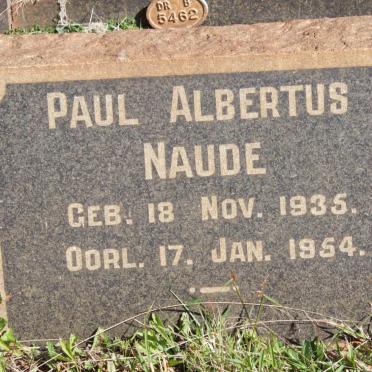 DR B
5462
PAUL ALBERTUS
NAUDE
GEB. 18 NOV. 1935.
OORL. 17. JAN. 1954.